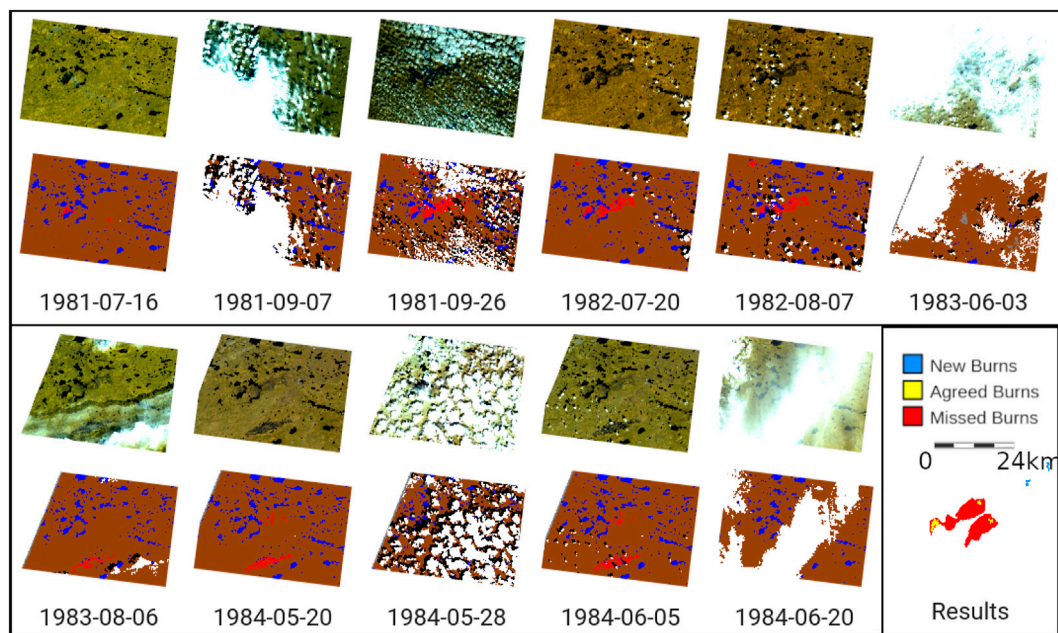 1981-07-16 1981-09-07 1981-09-26 1982-07-20 1982-08-07 1983-06-03
New Burns
Agreed Burns
Missed Burns
0 24km
1983-08-06 1984-05-20 1984-05-28 1984-06-05 1984-06-20 Results